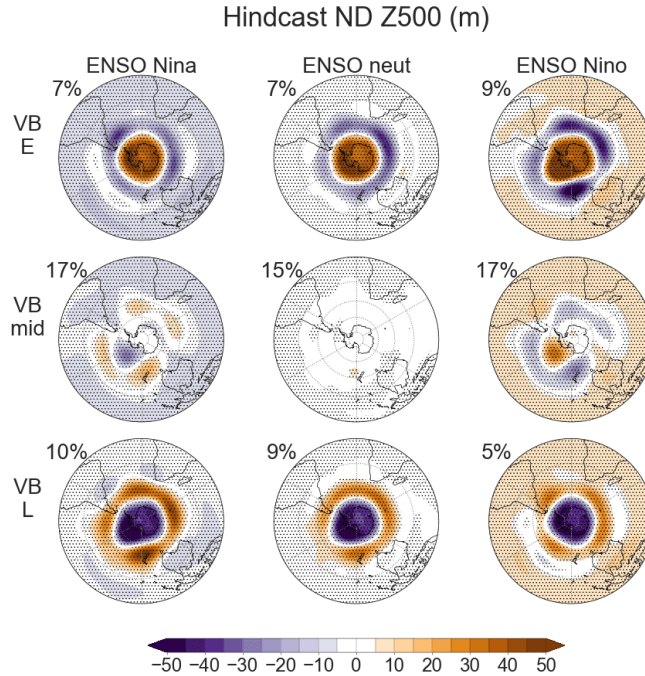 Hindcast ND Z500 (m)
ENSO Nina ENSO neut ENSO Nino
7% 7% 9%
VB
E
17% 15% 17%
VB
mid
10% 9% 5%
VB
L
−50 −40 −30 −20 −10 0 10 20 30 40 50